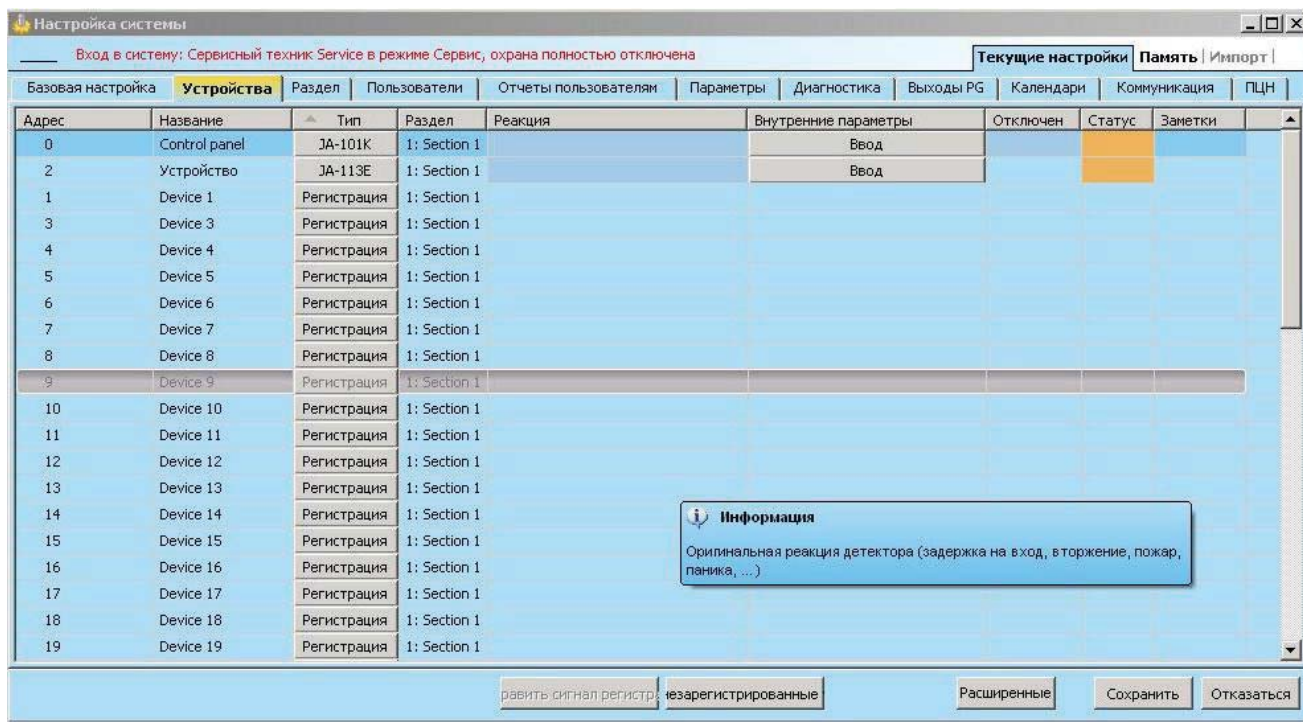 Настройка системы
Вход в систему: Сервисный техник Service в режиме Сервис, охрана полностью отключена
Текущие настройки Память | Импорт |
Базовая настройка Устройства Раздел Пользователи Отчеты пользователям Параметры Диагностика Выходы PG Календари Коммуникация ПЦН
Адрес Название Тип Раздел Реакция Внутренние параметры Отключен Статус Заметки
0 Control panel JA-101K 1: Section 1 Ввод
2 Устройство JA-113E 1: Section 1 Ввод
1 Device 1 Регистрация 1: Section 1
3 Device 3 Регистрация 1: Section 1
4 Device 4 Регистрация 1: Section 1
5 Device 5 Регистрация 1: Section 1
6 Device 6 Регистрация 1: Section 1
7 Device 7 Регистрация 1: Section 1
8 Device 8 Регистрация 1: Section 1
9 Device 9 Регистрация 1: Section 1
10 Device 10 Регистрация 1: Section 1
11 Device 11 Регистрация 1: Section 1
12 Device 12 Регистрация 1: Section 1
13 Device 13 Регистрация 1: Section 1
14 Device 14 Регистрация 1: Section 1
15 Device 15 Регистрация 1: Section 1
16 Device 16 Регистрация 1: Section 1
17 Device 17 Регистрация 1: Section 1
18 Device 18 Регистрация 1: Section 1
19 Device 19 Регистрация 1: Section 1
Информация
Оригинальная реакция детектора (задержка на вход, вторжение, пожар,
паника, ...)
равить сигнал регистра незарегистрированные Расширенные Сохранить Отказаться